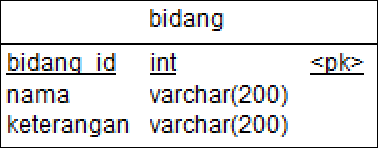 bidang
bidang_id int <pk>
nama varchar(200)
keterangan varchar(200)